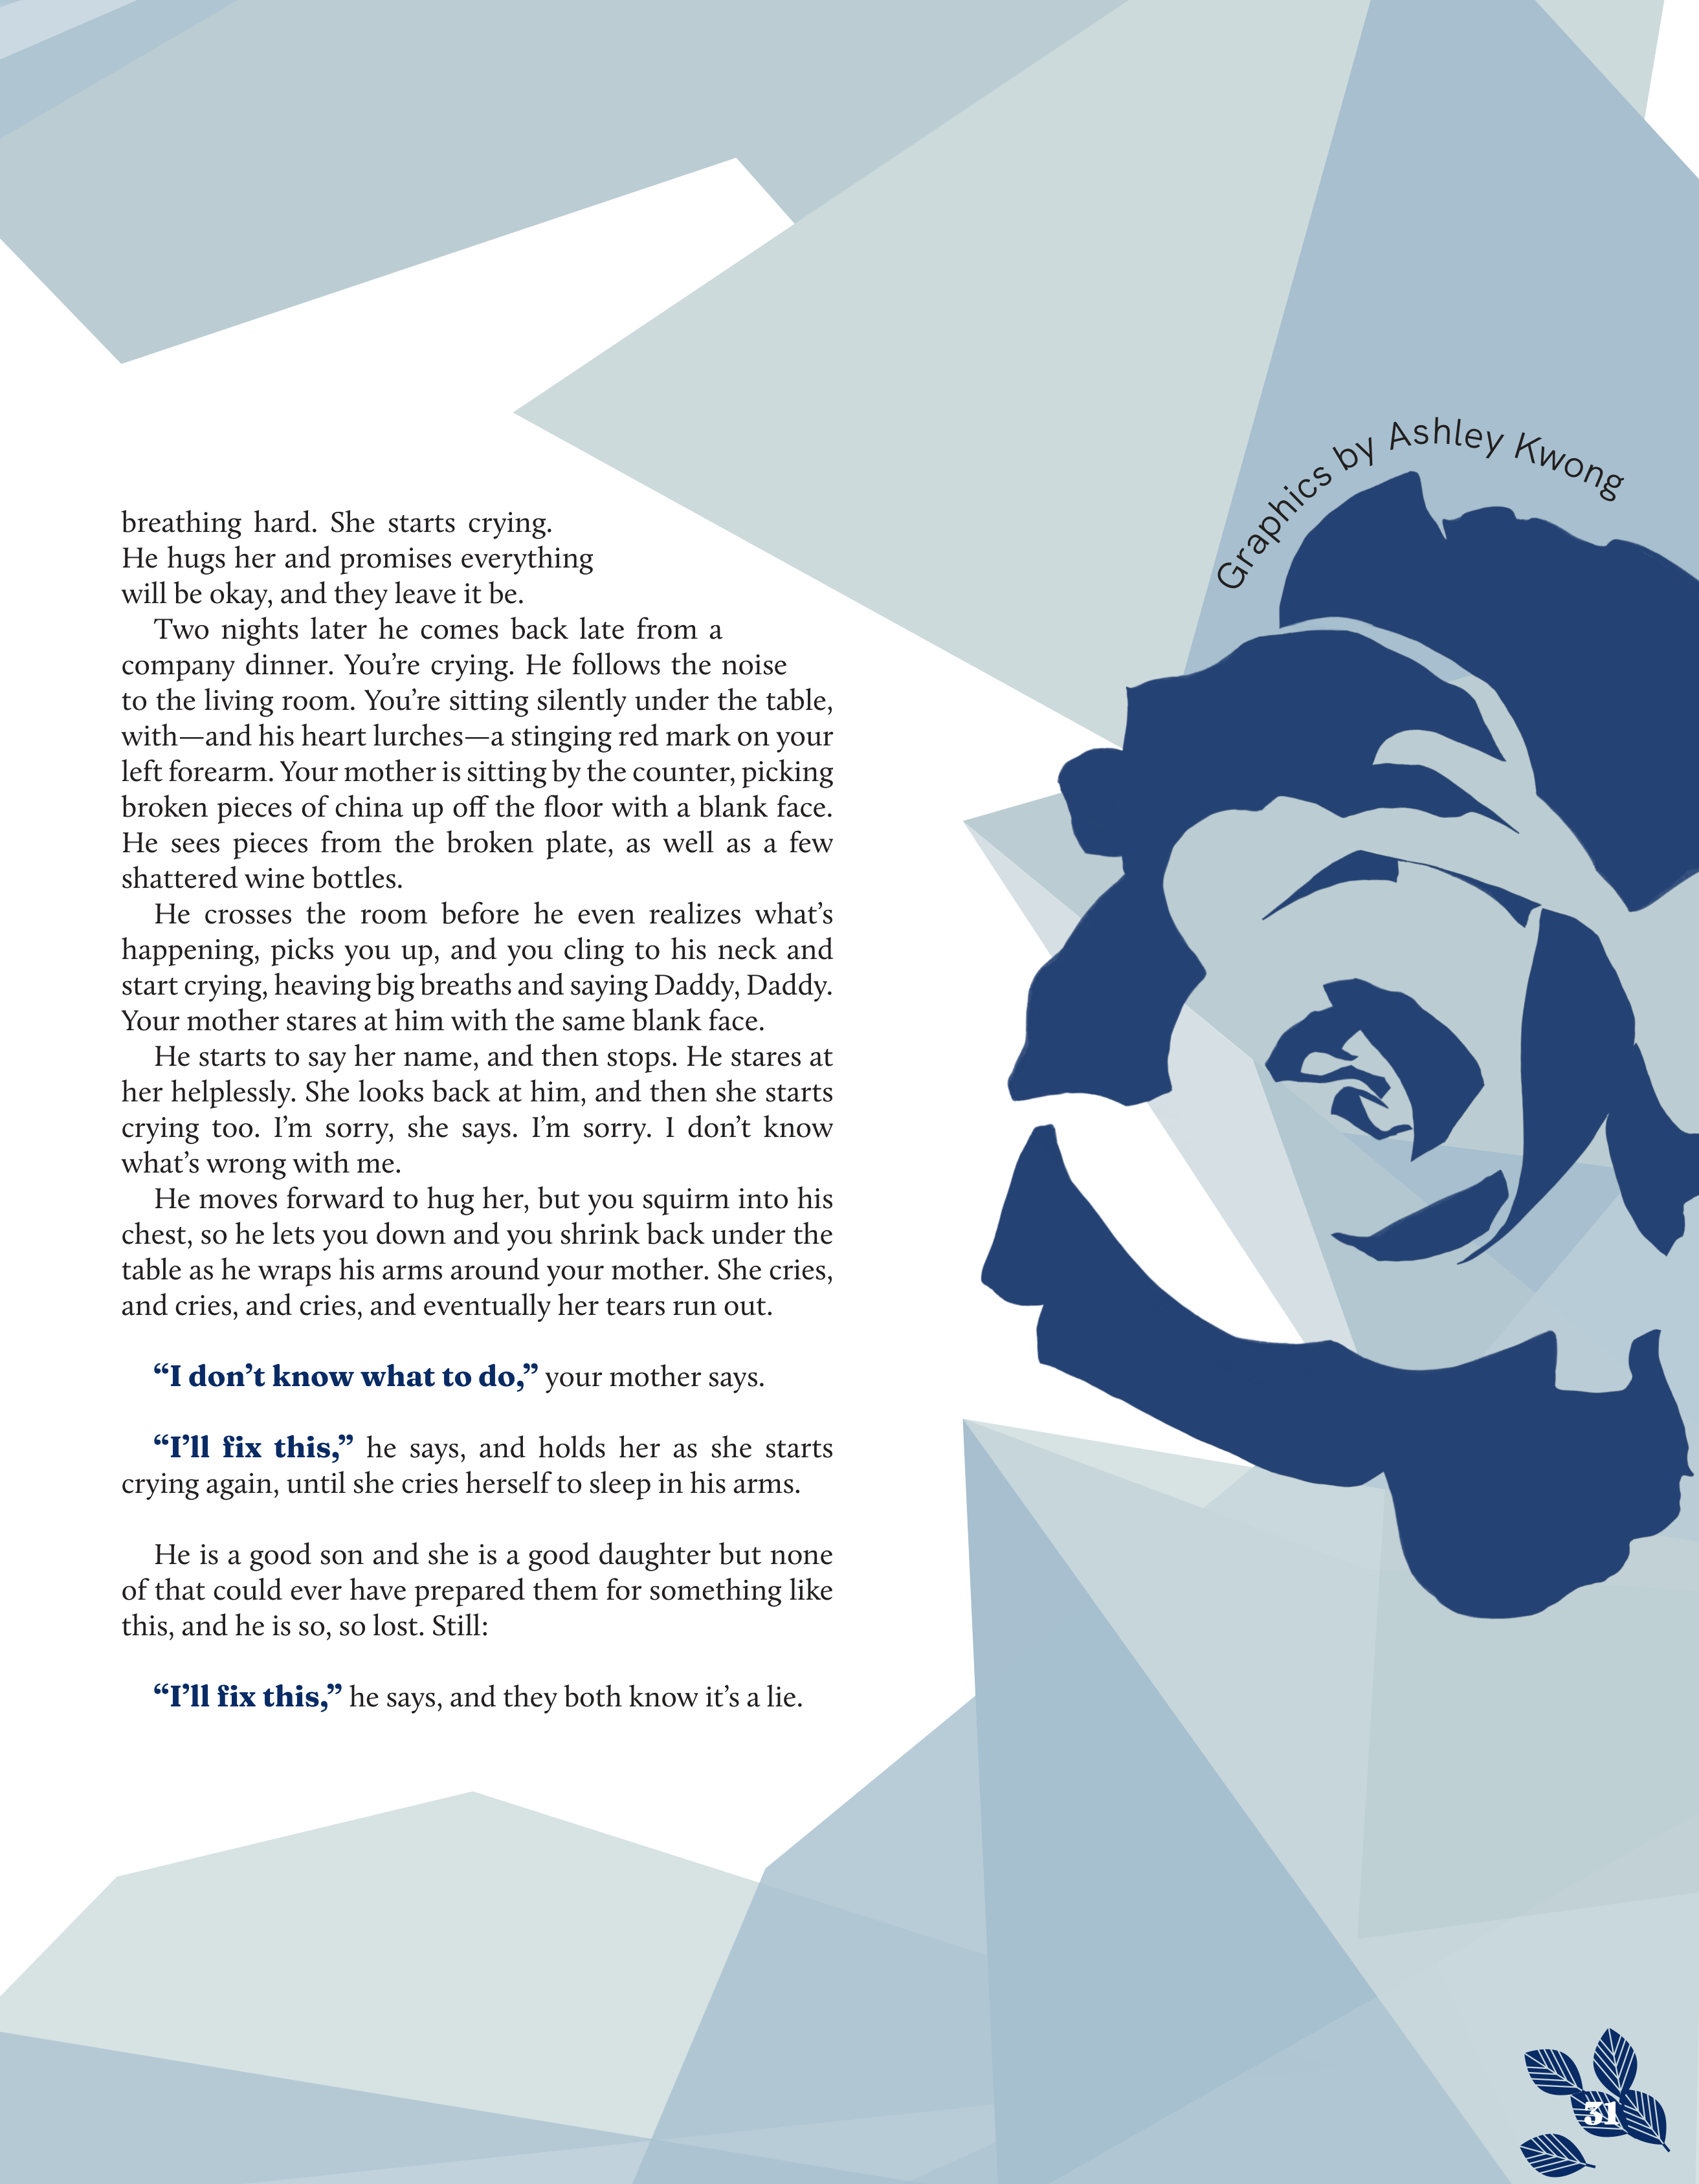 Graphics by Ashley Kwong
breathing hard. She starts crying.
He hugs her and promises everything
will be okay, and they leave it be.
Two nights later he comes back late from a
company dinner. You’re crying. He follows the noise
to the living room. You’re sitting silently under the table,
with—and his heart lurches—a stinging red mark on your
left forearm. Your mother is sitting by the counter, picking
broken pieces of china up off the floor with a blank face.
He sees pieces from the broken plate, as well as a few
shattered wine bottles.
He crosses the room before he even realizes what’s
happening, picks you up, and you cling to his neck and
start crying, heaving big breaths and saying Daddy, Daddy.
Your mother stares at him with the same blank face.
He starts to say her name, and then stops. He stares at
her helplessly. She looks back at him, and then she starts
crying too. I’m sorry, she says. I’m sorry. I don’t know
what’s wrong with me.
He moves forward to hug her, but you squirm into his
chest, so he lets you down and you shrink back under the
table as he wraps his arms around your mother. She cries,
and cries, and cries, and eventually her tears run out.
“I don’t know what to do,” your mother says.
“I’ll fix this,” he says, and holds her as she starts
crying again, until she cries herself to sleep in his arms.
He is a good son and she is a good daughter but none
of that could ever have prepared them for something like
this, and he is so, so lost. Still:
“I’ll fix this,” he says, and they both know it’s a lie.
31